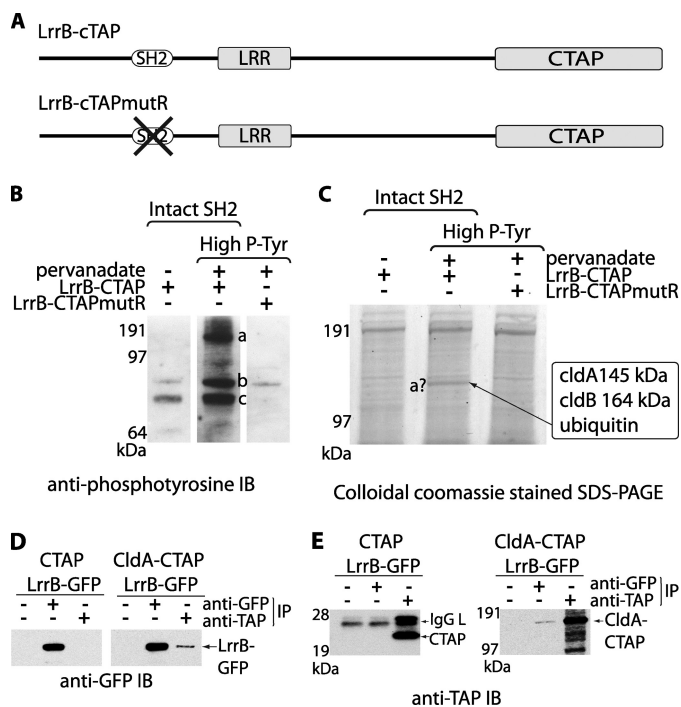 A
LrrB-cTAP
SH2 LRR CTAP
LrrB-cTAPmutR
SH2 LRR CTAP
B
Intact SH2
High P-Tyr
pervanadate - + +
LrrB-CTAP + + -
LrrB-CTAPmutR - - +
191
97
64
kDa
a
b
c
anti-phosphotyrosine IB
C
Intact SH2
High P-Tyr
- + + pervanadate
+ + - LrrB-CTAP
- - + LrrB-CTAPmutR
191
97
kDa
a?
cldA145 kDa
cldB 164 kDa
ubiquitin
Colloidal coomassie stained SDS-PAGE
D
CTAP CldA-CTAP
LrrB-GFP LrrB-GFP
- + - - + - anti-GFP
- - + - - + anti-TAP
IP
LrrB-
GFP
anti-GFP IB
E
CTAP CldA-CTAP
LrrB-GFP LrrB-GFP
- + - - + - anti-GFP
- - + - - + anti-TAP
IP
28
19
kDa
IgG L
CTAP
191
97
kDa
CldA-
CTAP
anti-TAP IB